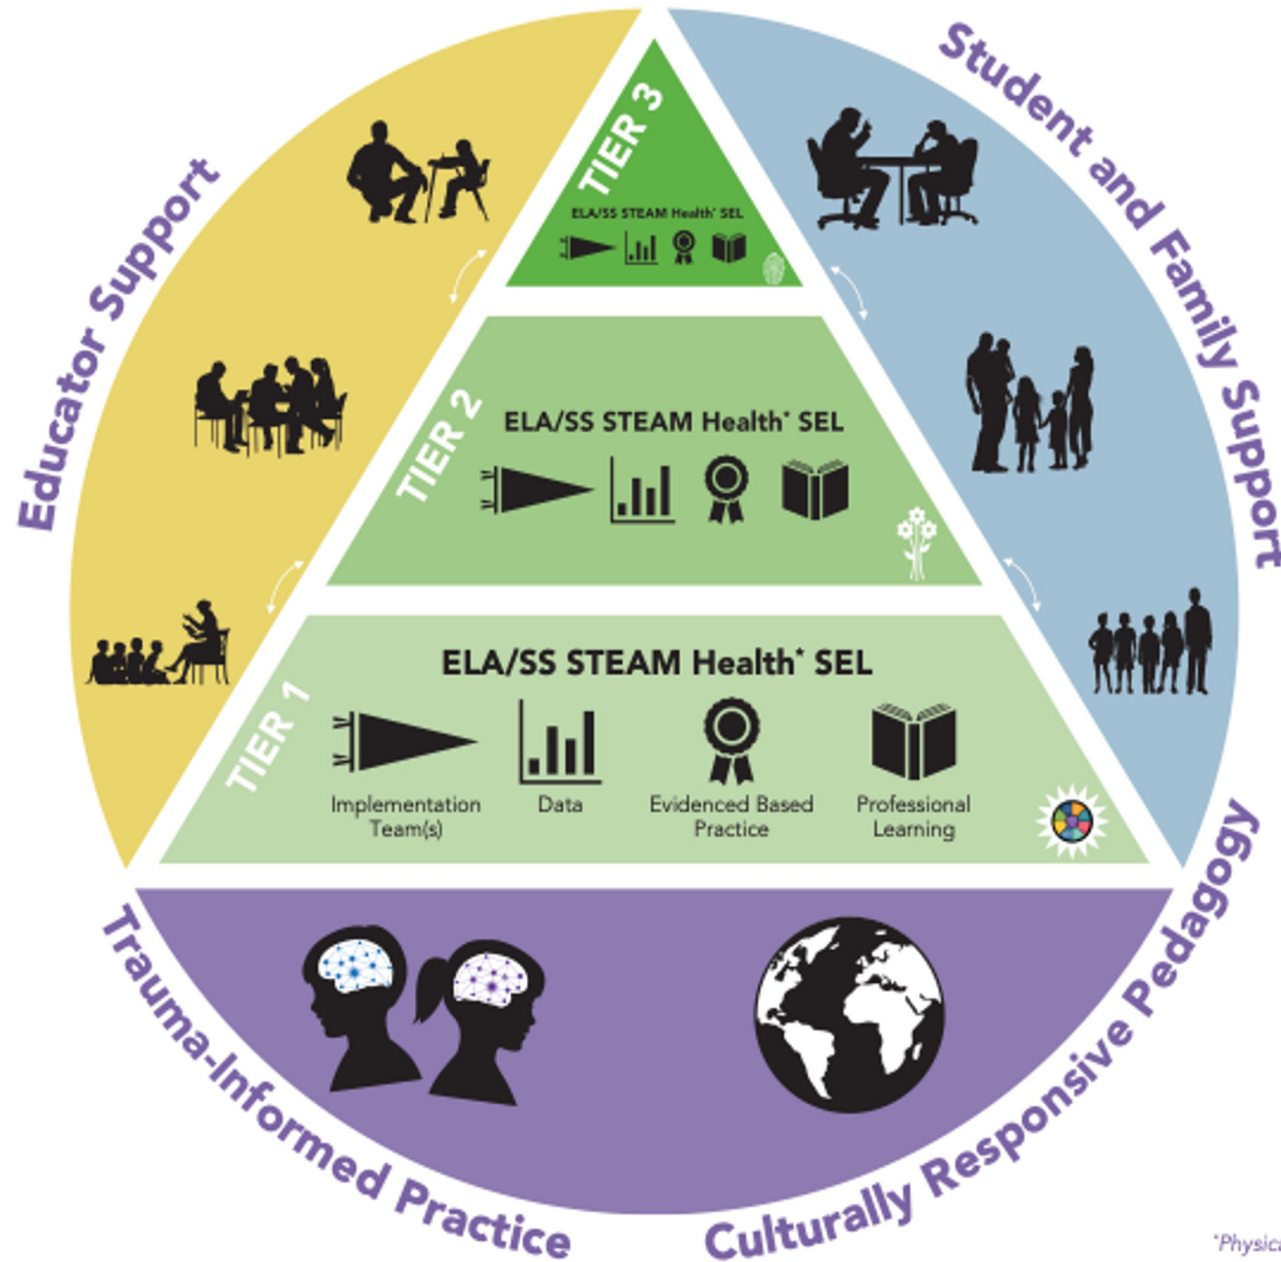 Educator Support
Student and Family Support
TIER 3
ELA/SS STEAM Health* SEL
TIER 2
ELA/SS STEAM Health* SEL
TIER 1
ELA/SS STEAM Health* SEL
Implementation
Team(s)
Data
Evidenced Based
Practice
Professional
Learning
Trauma-Informed Practice
Culturally Responsive Pedagogy